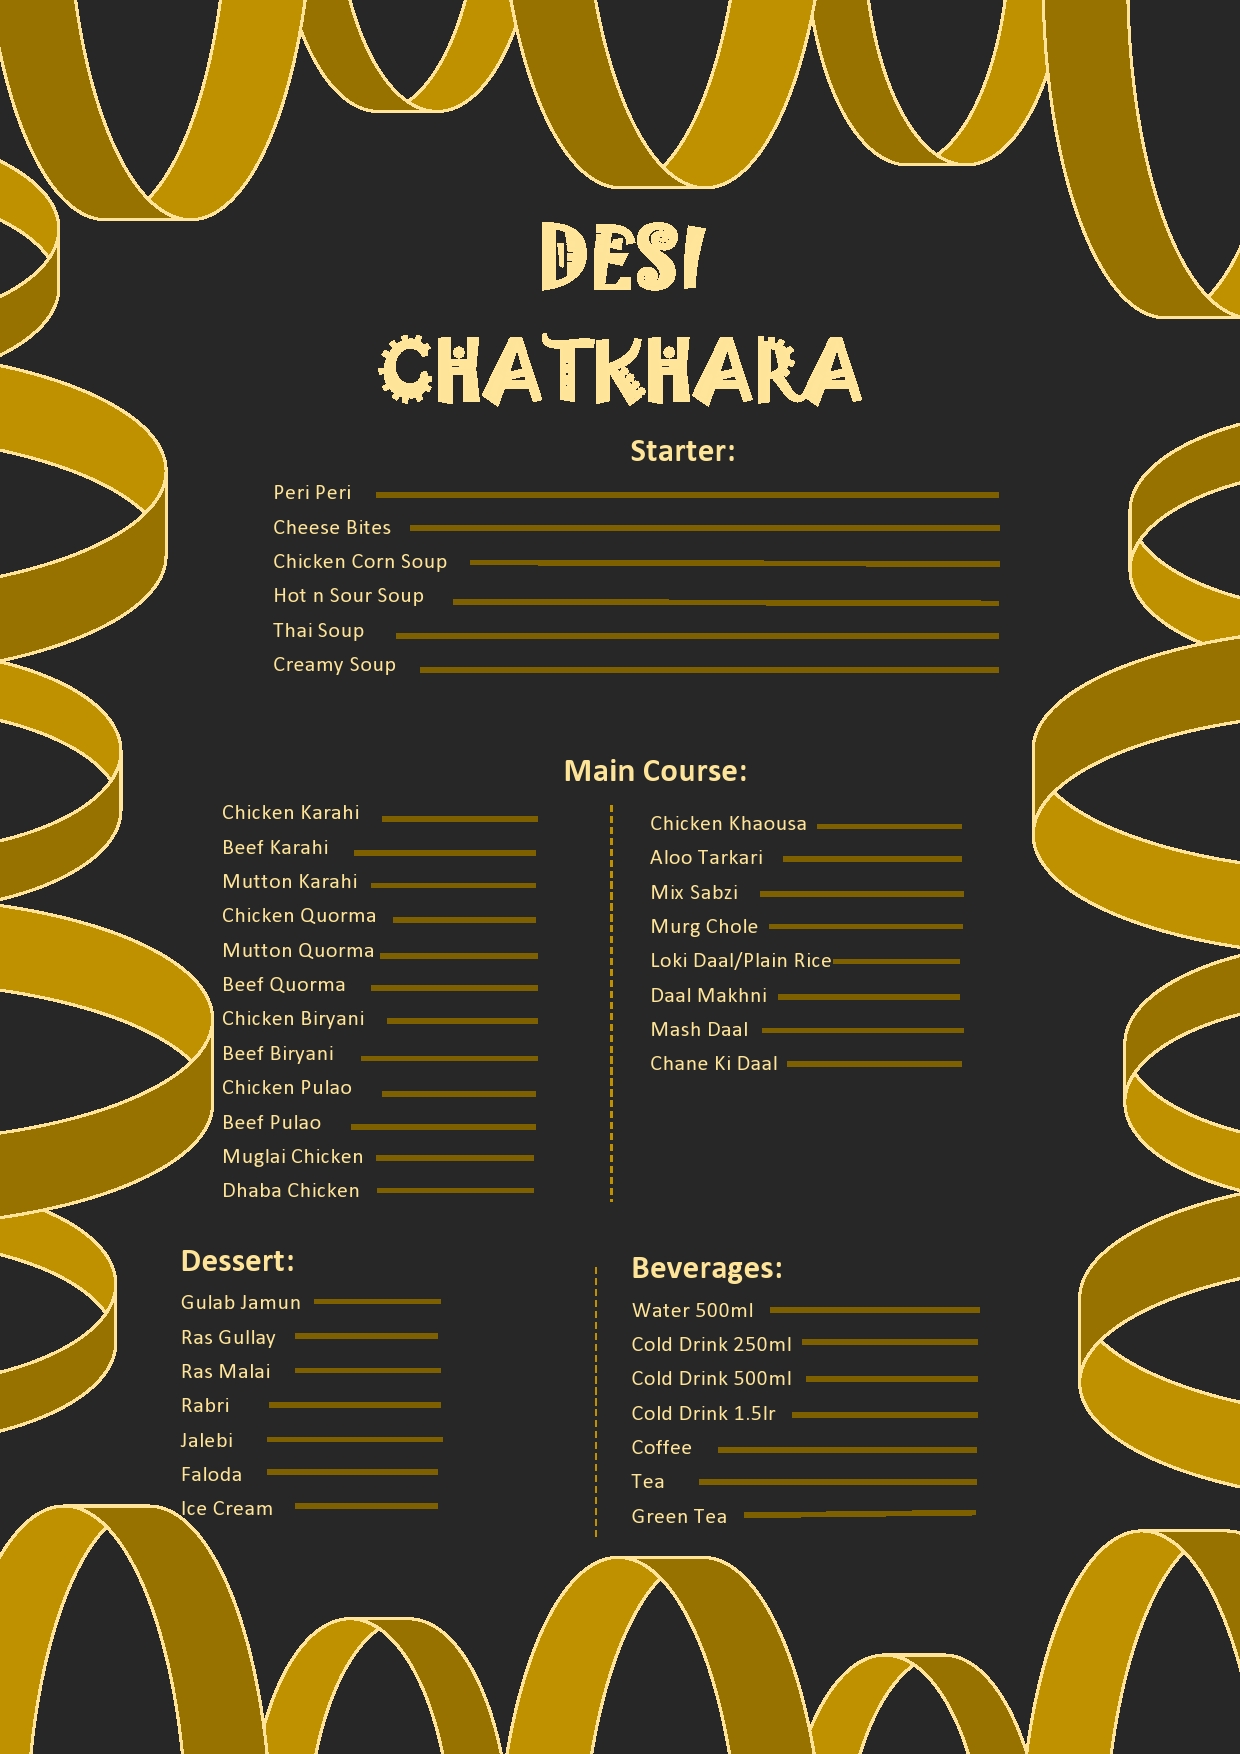 DESI
CHATKHARA
Starter:
Peri Peri
Cheese Bites
Chicken Corn Soup
Hot n Sour Soup
Thai Soup
Creamy Soup
Main Course:
Chicken Karahi
Beef Karahi
Mutton Karahi
Chicken Quorma
Mutton Quorma
Beef Quorma
Chicken Biryani
Beef Biryani
Chicken Pulao
Beef Pulao
Muglai Chicken
Dhaba Chicken
Chicken Khaousa
Aloo Tarkari
Mix Sabzi
Murg Chole
Loki Daal/Plain Rice
Daal Makhni
Mash Daal
Chane Ki Daal
Dessert:
Gulab Jamun
Ras Gullay
Ras Malai
Rabri
Jalebi
Faloda
Ice Cream
Beverages:
Water 500ml
Cold Drink 250ml
Cold Drink 500ml
Cold Drink 1.5lr
Coffee
Tea
Green Tea